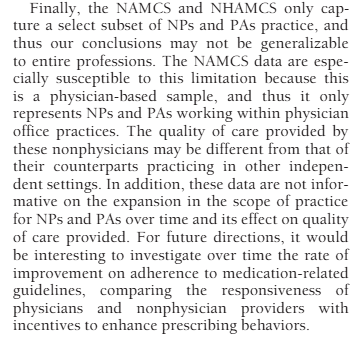 Finally, the NAMCS and NHAMCS only cap-
ture a select subset of NPs and PAs practice, and
thus our conclusions may not be generalizable
to entire professions. The NAMCS data are espe-
cially susceptible to this limitation because this
is a physician-based sample, and thus it only
represents NPs and PAs working within physician
office practices. The quality of care provided by
these nonphysicians may be different from that of
their counterparts practicing in other indepen-
dent settings. In addition, these data are not infor-
mative on the expansion in the scope of practice
for NPs and PAs over time and its effect on quality
of care provided. For future directions, it would
be interesting to investigate over time the rate of
improvement on adherence to medication-related
guidelines, comparing the responsiveness of
physicians and nonphysician providers with
incentives to enhance prescribing behaviors.